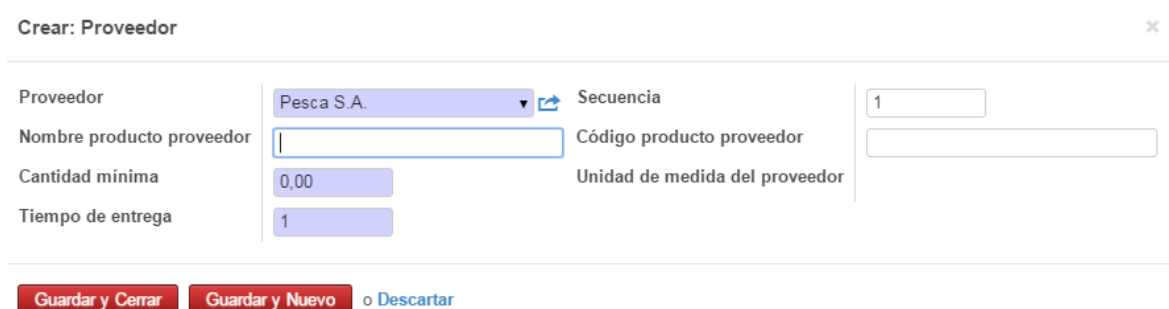 Crear: Proveedor ×
Proveedor Pesca S.A. Secuencia 1
Nombre producto proveedor Código producto proveedor
Cantidad mínima 0,00 Unidad de medida del proveedor
Tiempo de entrega 1
Guardar y Cerrar Guardar y Nuevo o Descartar